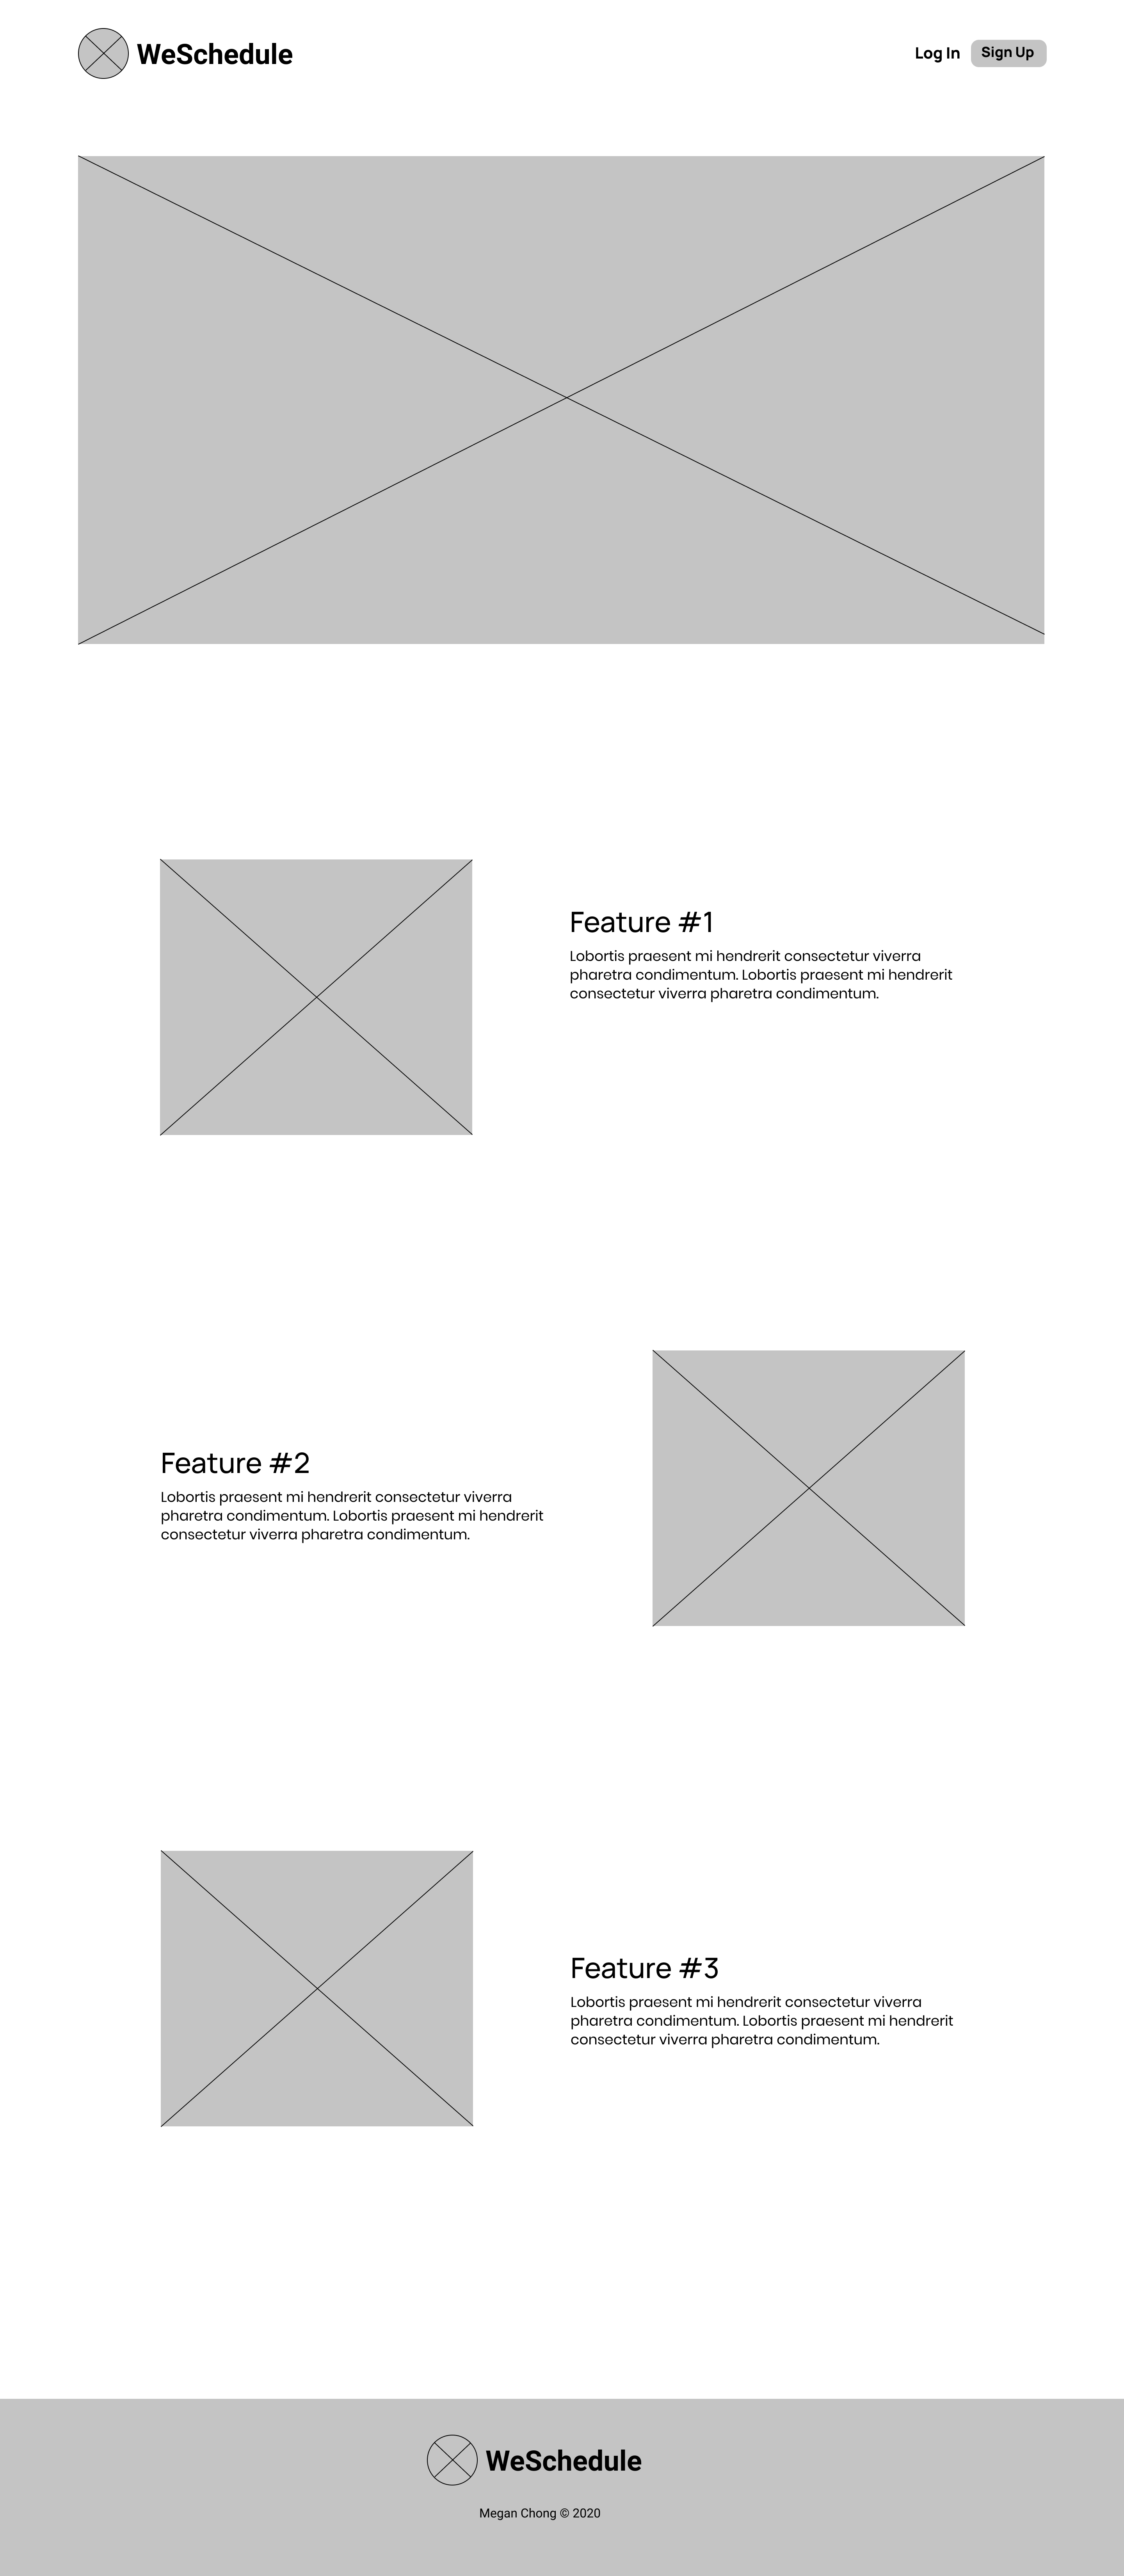 WeSchedule
Log In
Sign Up
Feature #1
Lobortis praesent mi hendrerit consectetur viverra
pharetra condimentum. Lobortis praesent mi hendrerit
consectetur viverra pharetra condimentum.
Feature #2
Lobortis praesent mi hendrerit consectetur viverra
pharetra condimentum. Lobortis praesent mi hendrerit
consectetur viverra pharetra condimentum.
Feature #3
Lobortis praesent mi hendrerit consectetur viverra
pharetra condimentum. Lobortis praesent mi hendrerit
consectetur viverra pharetra condimentum.
WeSchedule
Megan Chong © 2020